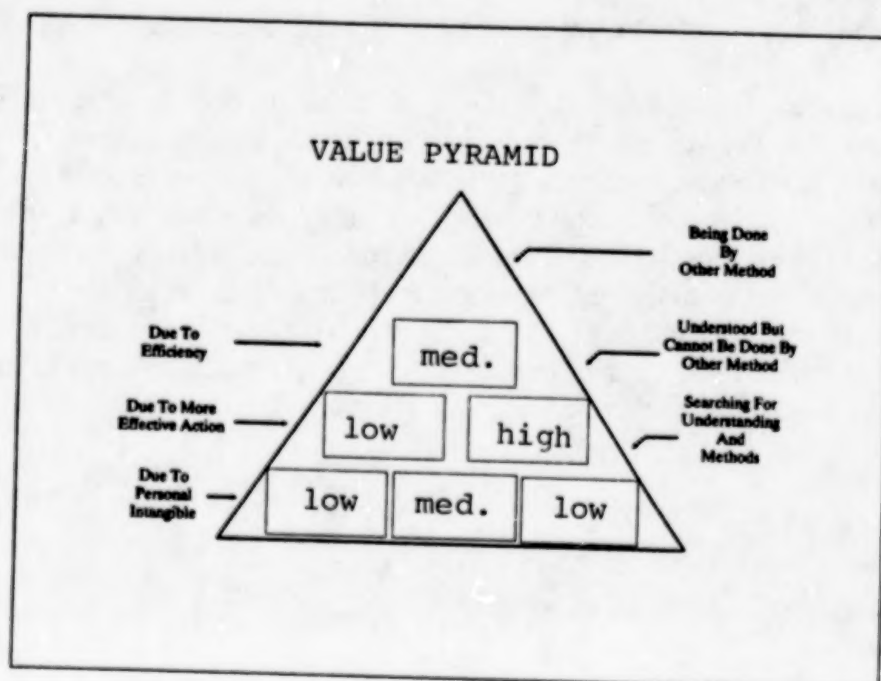 VALUE PYRAMID
Being Done
By
Other Method
Due To
Efficiency
med.
Understood But
Cannot Be Done By
Other Method
Due To More
Effective Action
low
high
Searching For
Understanding
And
Methods
Due To
Personal
Intangible
low
med.
low